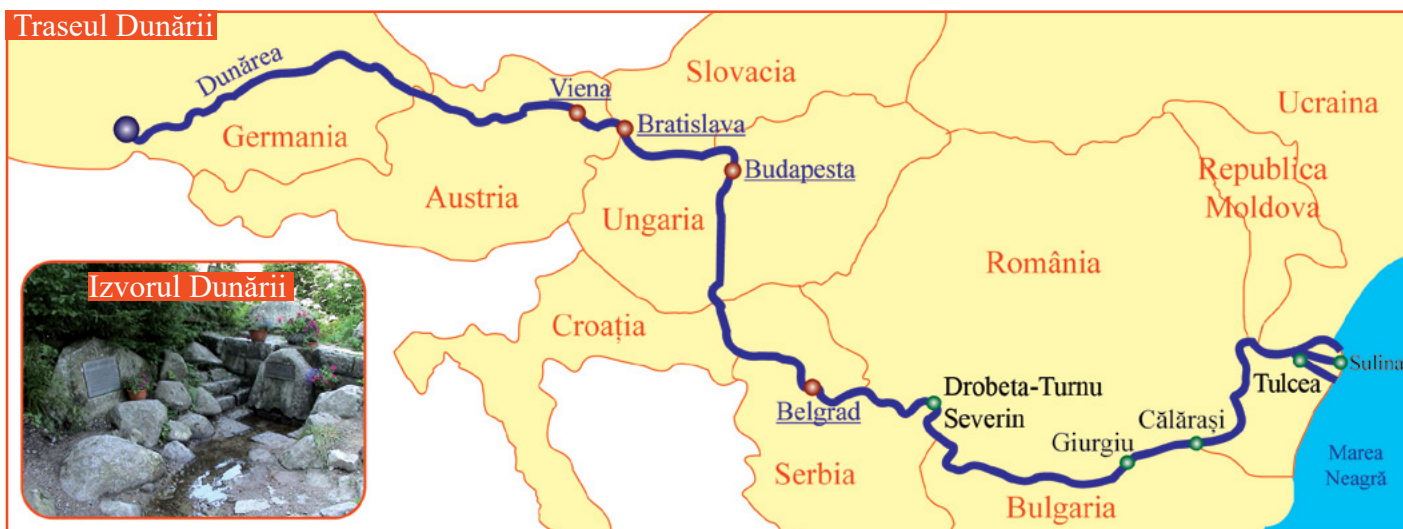 Traseul Dunării
Dunărea
Germania
Austria
Viena
Bratislava
Slovacia
Budapesta
Ungaria
Ucraina
Republica
Moldova
România
Izvorul Dunării
Croația
Belgrad
Serbia
Drobeta-Turnu
Severin
Giurgiu
Călărași
Bulgaria
Tulcea
Sulina
Marea
Neagră